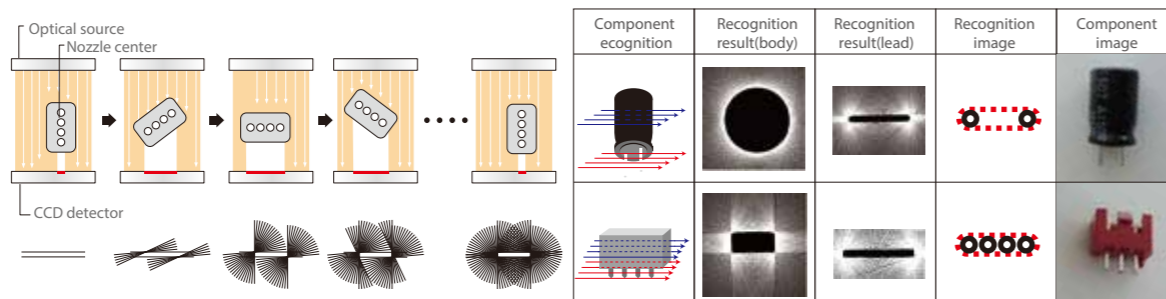 Optical source
Nozzle center
CCD detector
Component
ecognition
Recognition
result(body)
Recognition
result(lead)
Recognition
image
Component
image